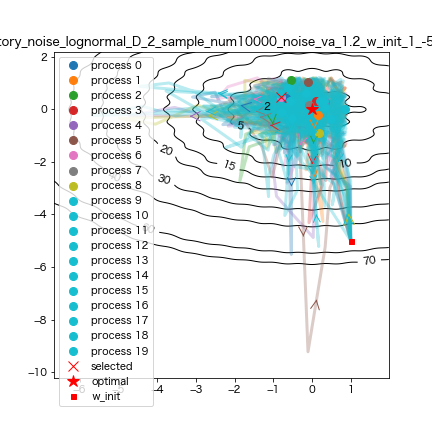 tory_noise_lognormal_D_2_sample_num10000_noise_va_1.2_w_init_1_-5
process 0
process 1
process 2
process 3
process 4
process 5
process 6
process 7
process 8
process 9
process 10
process 11
process 12
process 13
process 14
process 15
process 16
process 17
process 18
process 19
selected
optimal
w_init
2
0
−2
−4
−6
−8
−10
2
5
10
15
20
30
70
−6
−5
−4
−3
−2
−1
0
1